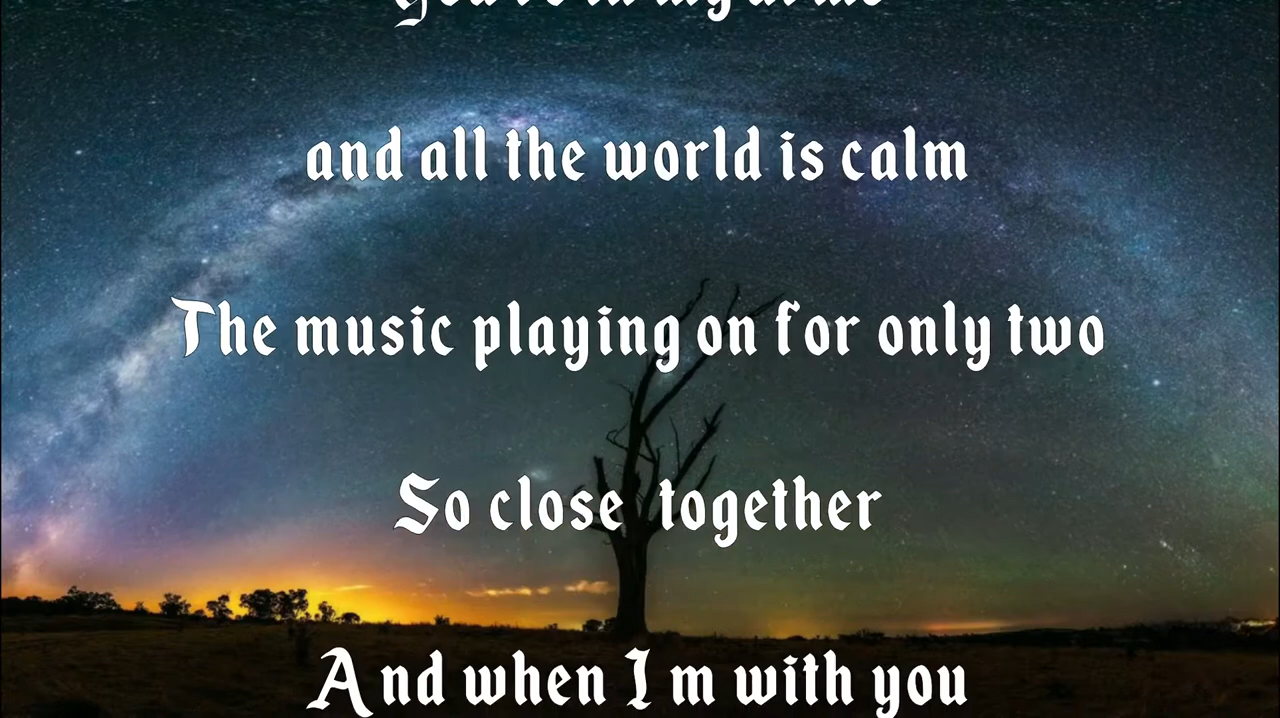 and all the world is calm
The music playing on for only two
So close together
And when I m with you